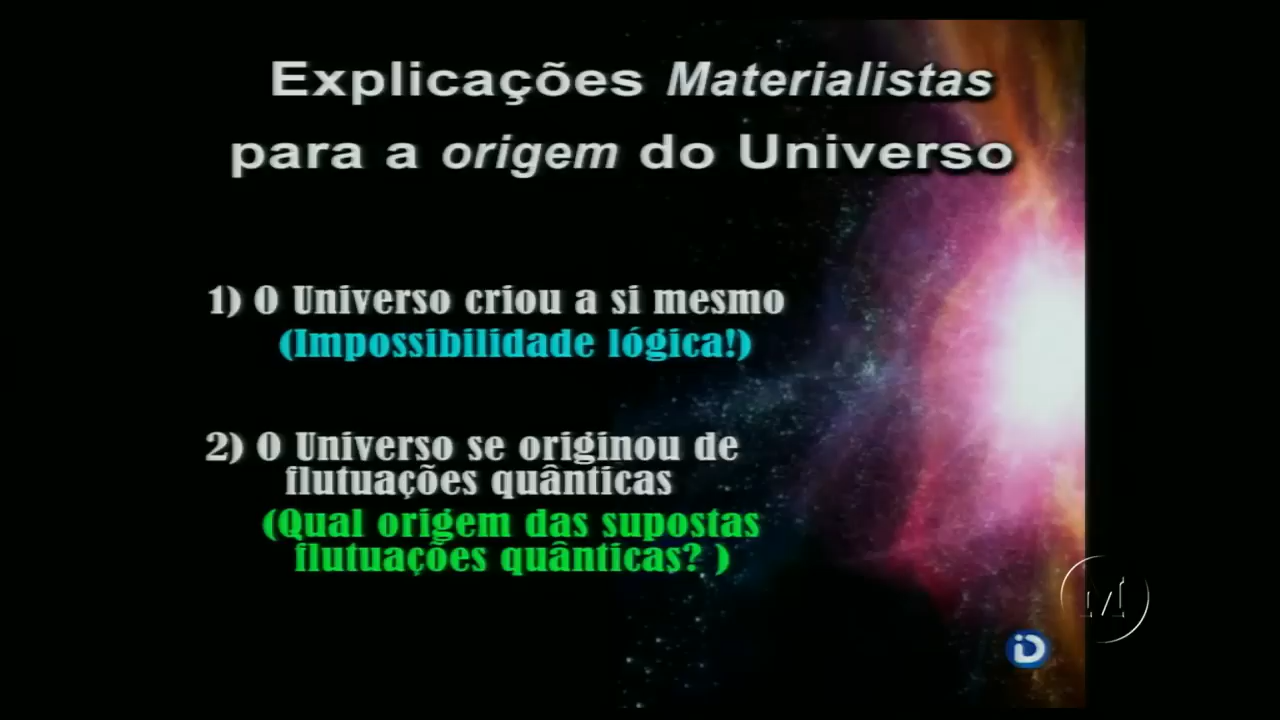 Explicações Materialistas
para a origem do Universo
1) O Universo criou a si mesmo
(Impossibilidade lógica!)
2) O Universo se originou de
flutuações quânticas
(Qual origem das supostas
flutuações quânticas? )
M
iD